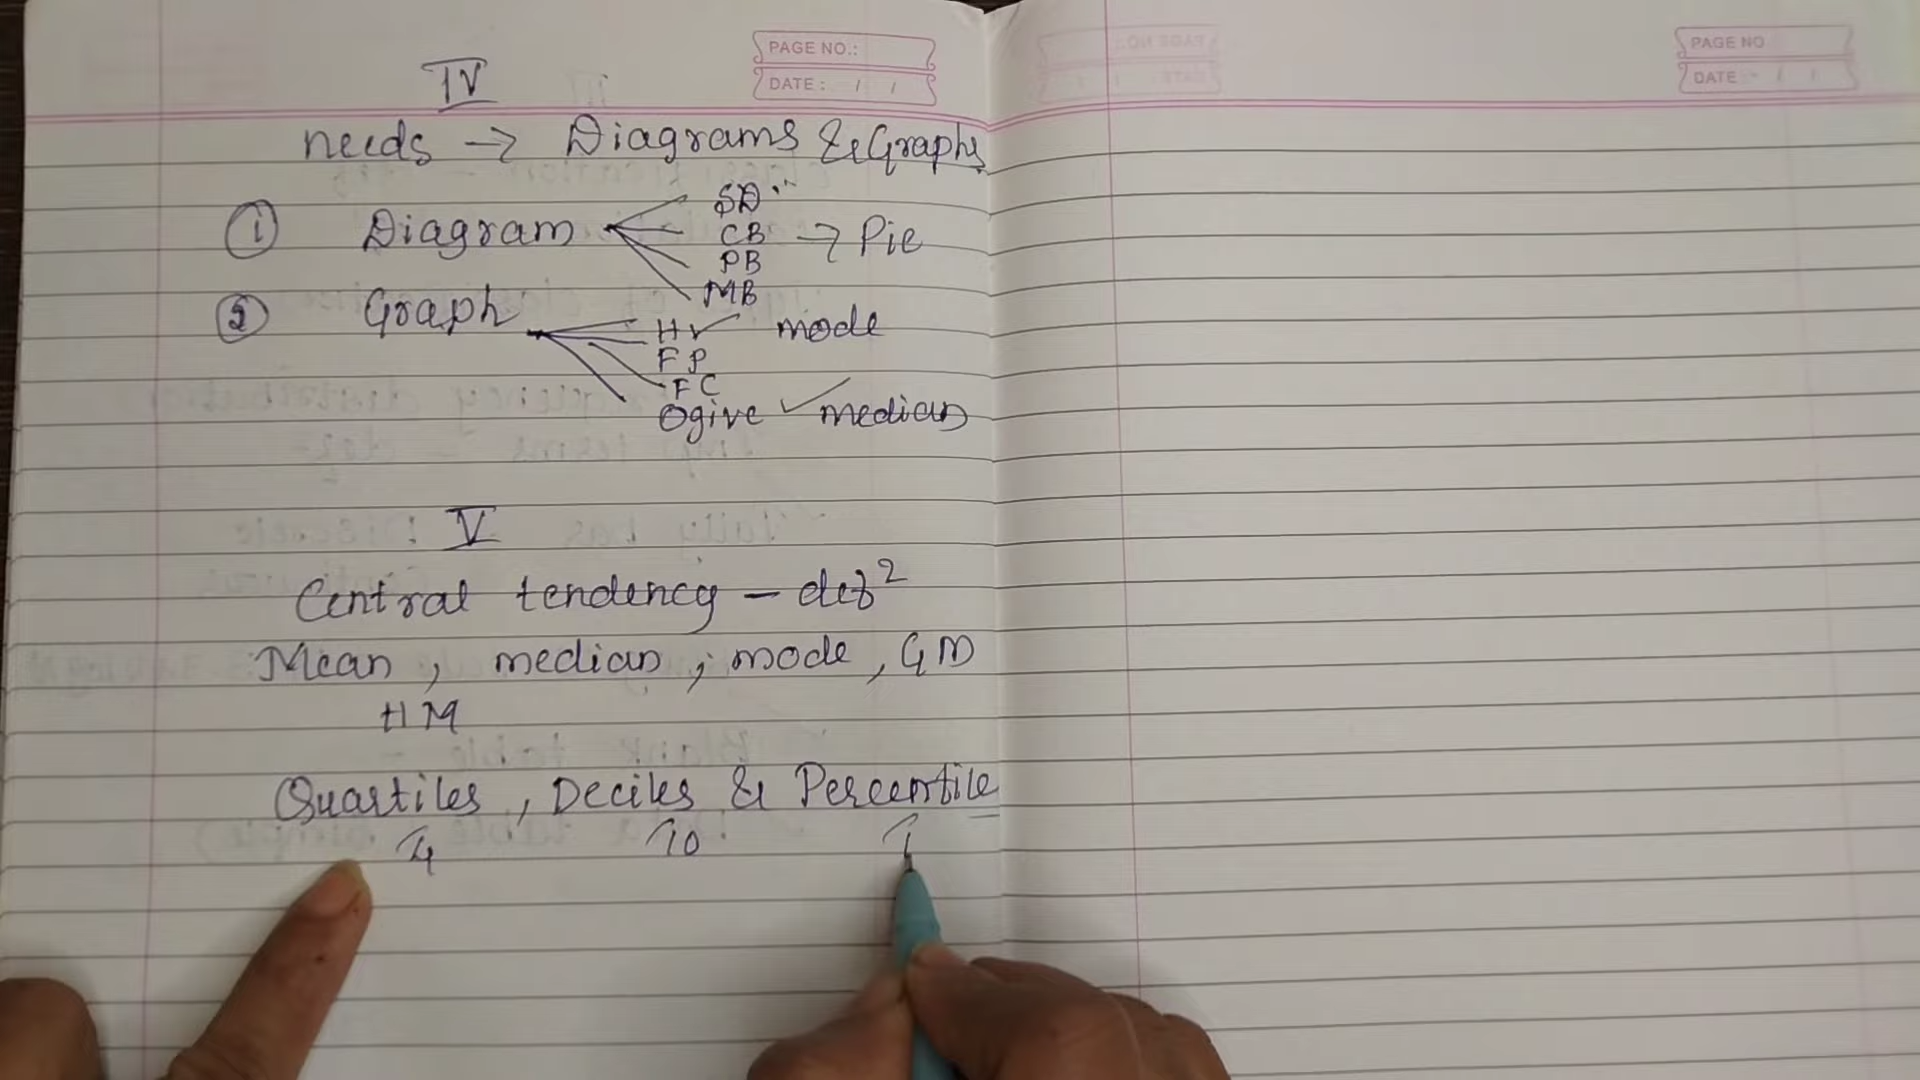 PAGE NO.:
DATE : / /
IV
needs → Diagrams & Graphs
① Diagram SD
CB → Pie
PB
MB
② Graph H ✓ mode
FP
FC
Ogive ✓ median
V
Central tendency – def²
Mean, median, mode, GM
HM
Quartiles, Deciles & Percentile
4 10
PAGE NO
DATE / /